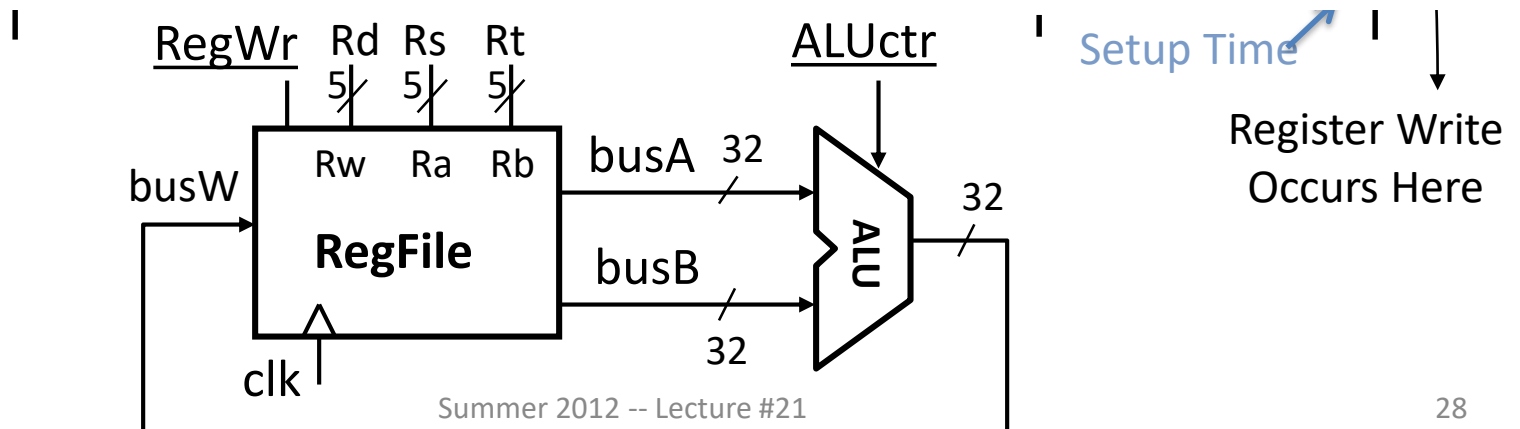 RegWr Rd Rs Rt ALUctr
Setup Time
5 5 5
Register Write
Occurs Here
Rw Ra Rb
busA 32
busW
32
RegFile
ALU
busB
32
clk
Summer 2012 -- Lecture #21
28